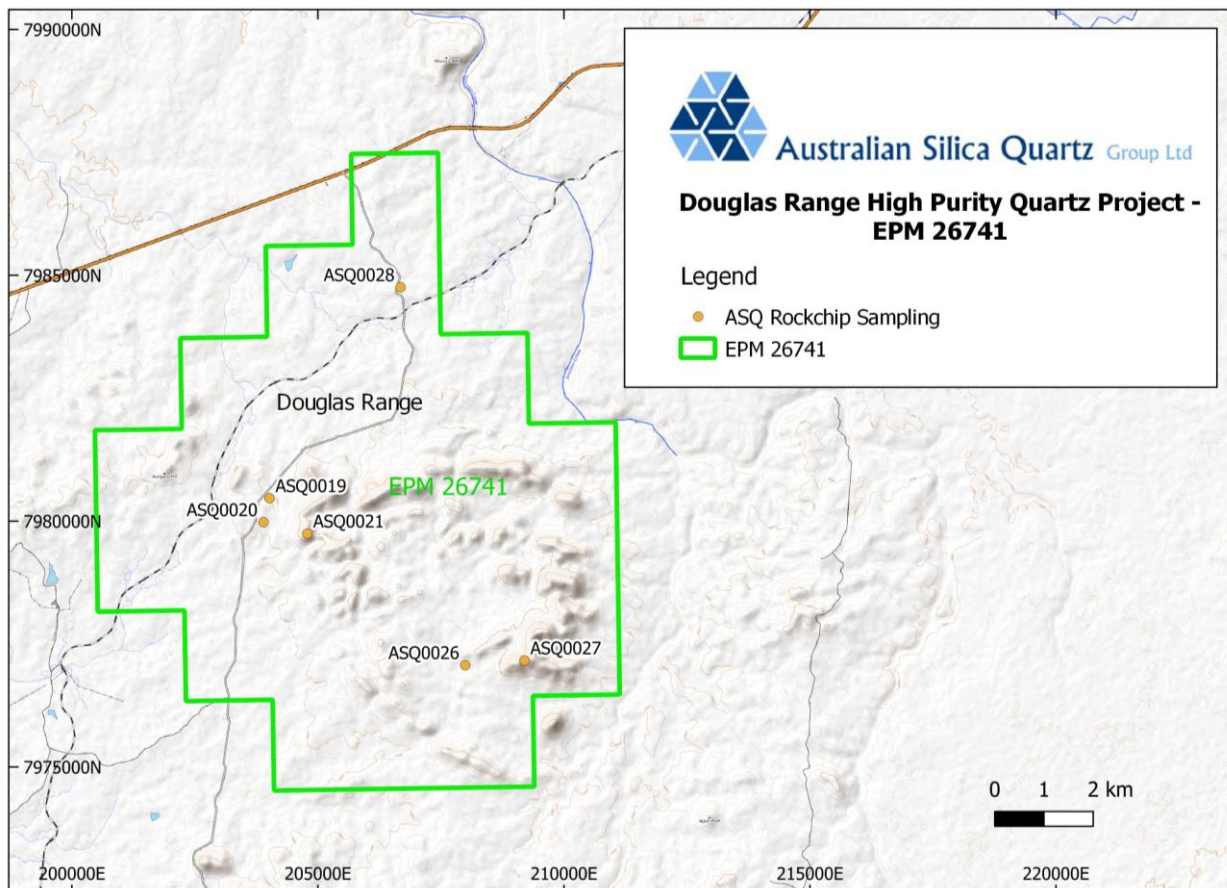 7990000N
Australian Silica Quartz Group Ltd
Douglas Range High Purity Quartz Project -
EPM 26741
Legend
ASQ Rockchip Sampling
EPM 26741
7985000N
ASQ0028
Douglas Range
EPM 26741
ASQ0019
ASQ0020
7980000N
ASQ0021
ASQ0026
ASQ0027
7975000N
0 1 2 km
200000E 205000E 210000E 215000E 220000E